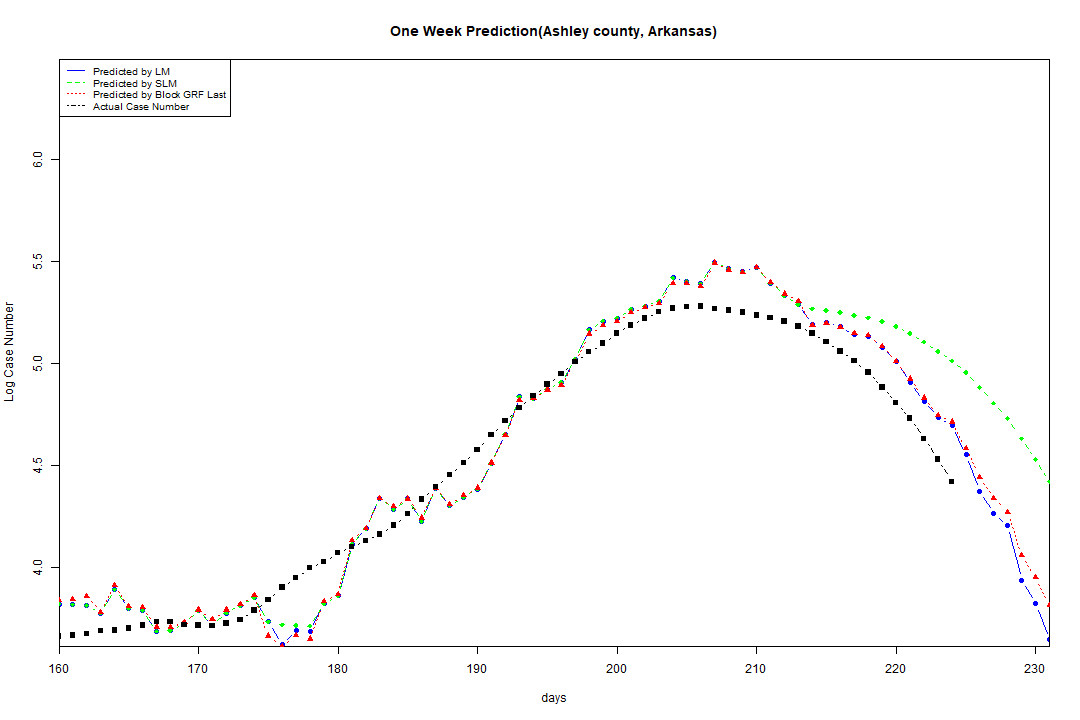 One Week Prediction(Ashley county, Arkansas)
Predicted by LM
Predicted by SLM
Predicted by Block GRF Last
Actual Case Number
Log Case Number
6.0
5.5
5.0
4.5
4.0
160 170 180 190 200 210 220 230
days